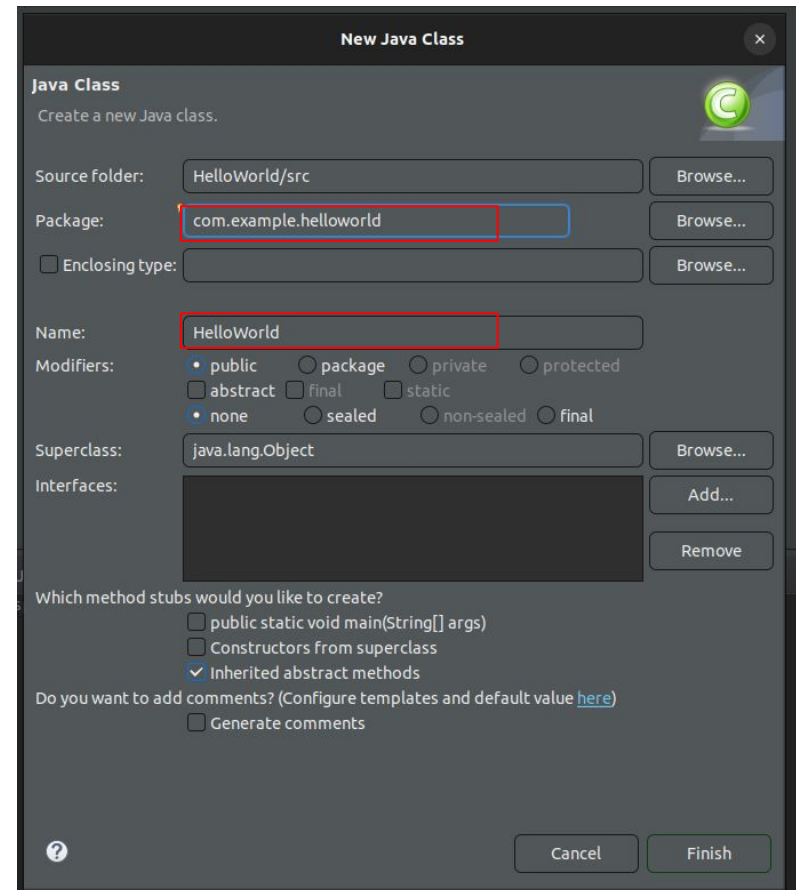 New Java Class
Java Class
Create a new Java class.
Source folder: HelloWorld/src Browse...
Package: com.example.helloworld Browse...
Enclosing type: Browse...
Name: HelloWorld
Modifiers: public package private protected
abstract final static
none sealed non-sealed final
Superclass: java.lang.Object Browse...
Interfaces: Add...
Remove
Which method stubs would you like to create?
public static void main(String[] args)
Constructors from superclass
Inherited abstract methods
Do you want to add comments? (Configure templates and default value here)
Generate comments
Cancel Finish